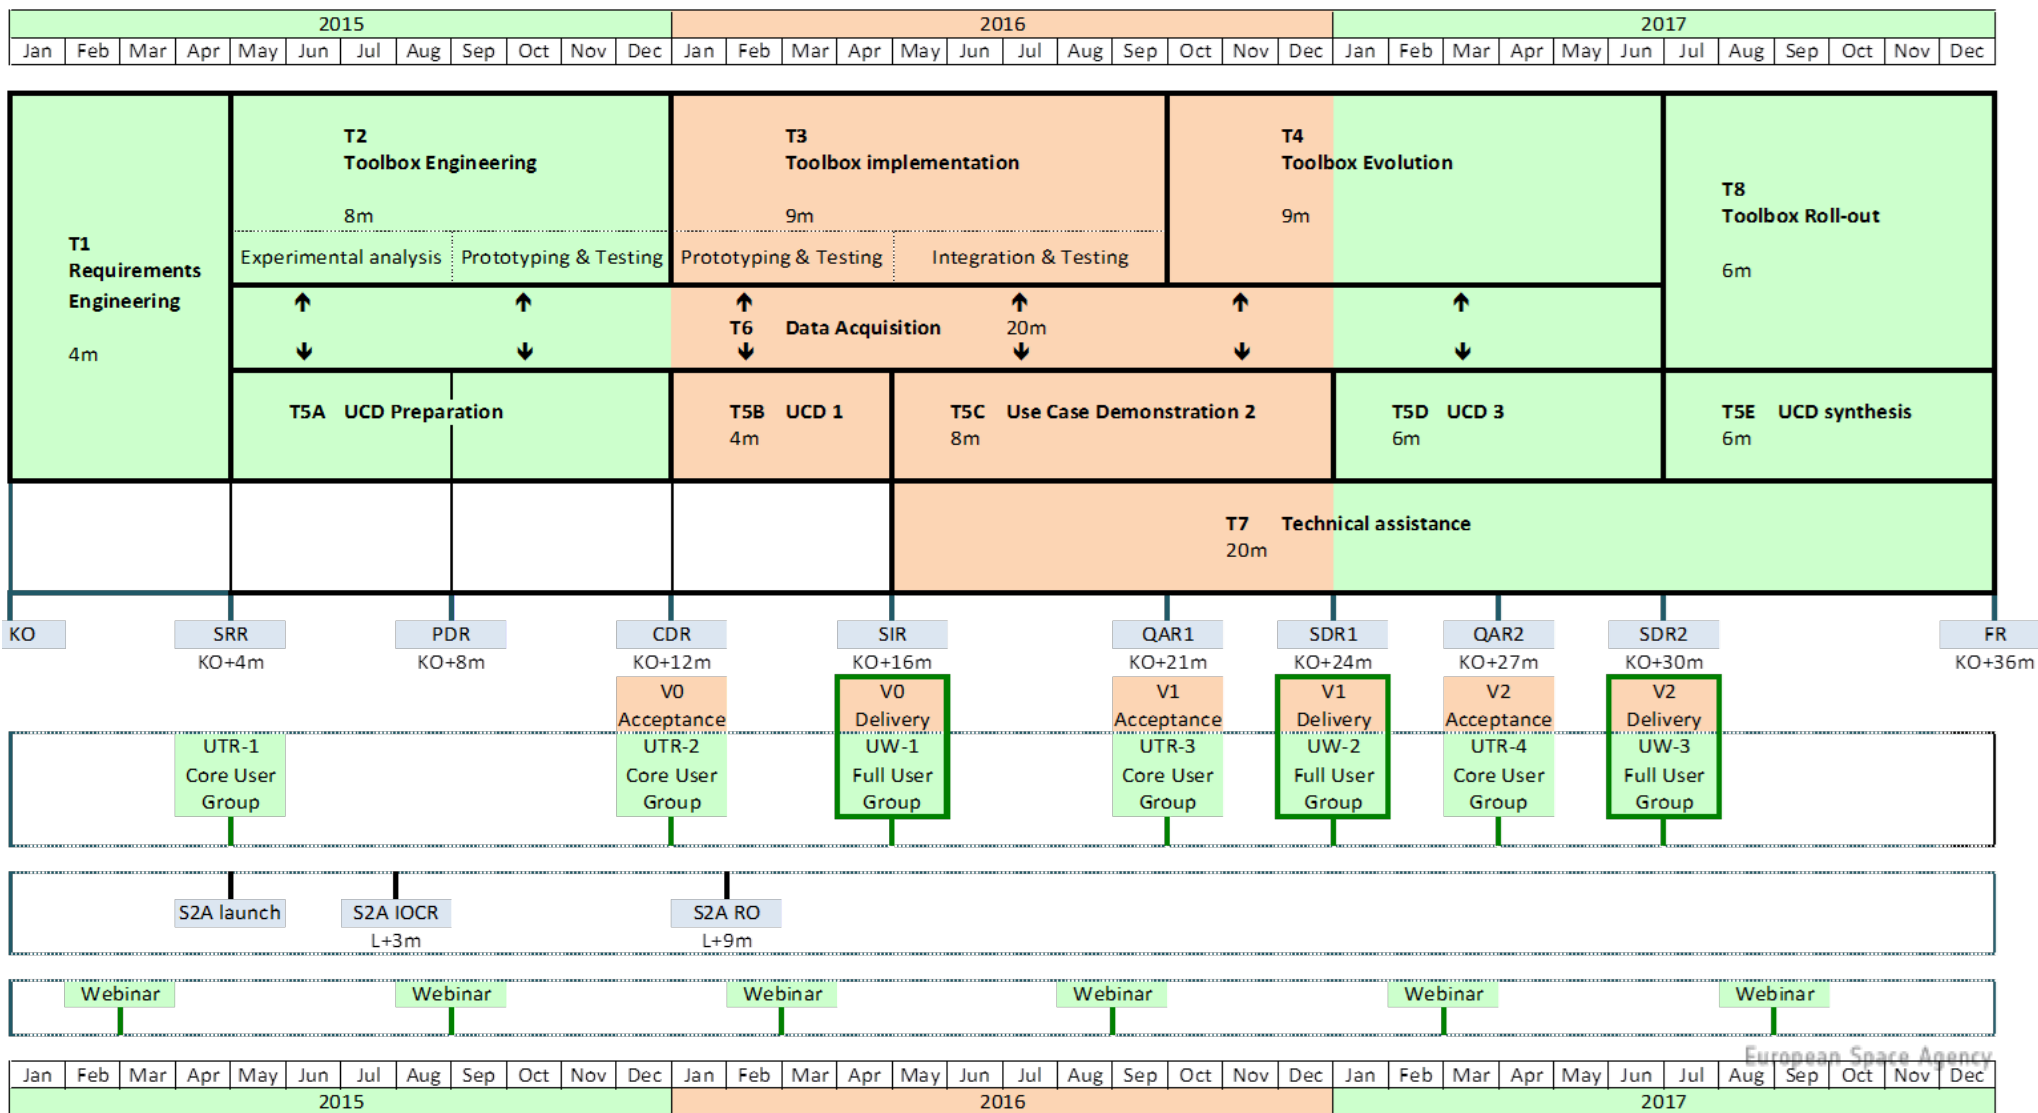 2015 2016 2017
Jan Feb Mar Apr May Jun Jul Aug Sep Oct Nov Dec Jan Feb Mar Apr May Jun Jul Aug Sep Oct Nov Dec Jan Feb Mar Apr May Jun Jul Aug Sep Oct Nov Dec
T1
Requirements
Engineering
4m
T2
Toolbox Engineering
8m
Experimental analysis
Prototyping & Testing
T3
Toolbox implementation
9m
Prototyping & Testing
Integration & Testing
T4
Toolbox Evolution
9m
T8
Toolbox Roll-out
6m
T6 Data Acquisition 20m
T5A UCD Preparation
T5B UCD 1
4m
T5C Use Case Demonstration 2
8m
T5D UCD 3
6m
T5E UCD synthesis
6m
T7 Technical assistance
20m
KO SRR PDR CDR SIR QAR1 SDR1 QAR2 SDR2 FR
KO+4m KO+8m KO+12m KO+16m KO+21m KO+24m KO+27m KO+30m KO+36m
V0 V0 V1 V1 V2 V2
Acceptance Delivery Acceptance Delivery Acceptance Delivery
UTR-1 UTR-2 UW-1 UTR-3 UW-2 UTR-4 UW-3
Core User Core User Full User Core User Full User Core User Full User
Group Group Group Group Group Group Group
S2A launch S2A IOCR S2A RO
L+3m L+9m
Webinar Webinar Webinar Webinar Webinar Webinar
European Space Agency
Jan Feb Mar Apr May Jun Jul Aug Sep Oct Nov Dec Jan Feb Mar Apr May Jun Jul Aug Sep Oct Nov Dec Jan Feb Mar Apr May Jun Jul Aug Sep Oct Nov Dec
2015 2016 2017